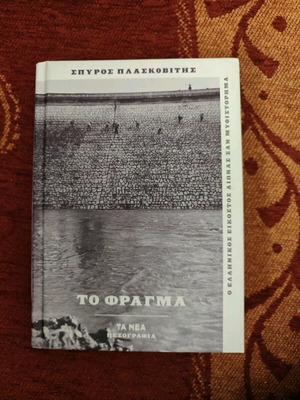 ΣΠΥΡΟΣ ΠΛΑΣΚΟΒΙΤΗΣ
Ο ΕΛΛΗΝΙΚΟΣ ΕΙΚΟΣΤΟΣ ΑΙΩΝΑΣ ΣΑΝ ΜΥΘΙΣΤΟΡΗΜΑ
ΤΟ ΦΡΑΓΜΑ
ΤΑ ΝΕΑ
ΠΕΖΟΓΡΑΦΙΑ